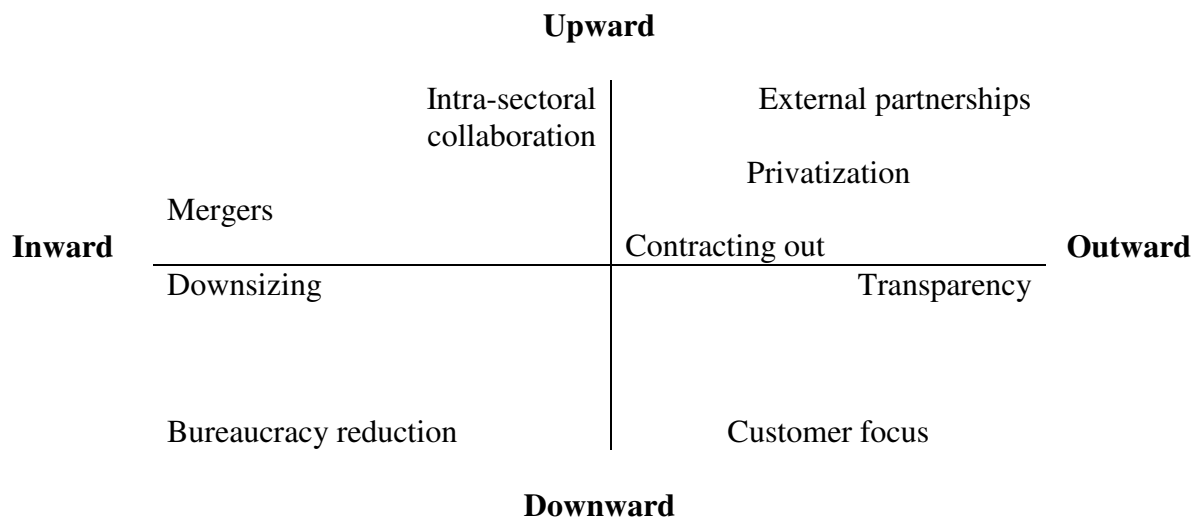 Upward
Intra-sectoral
collaboration
External partnerships
Privatization
Mergers
Inward
Contracting out
Outward
Downsizing
Transparency
Bureaucracy reduction
Customer focus
Downward